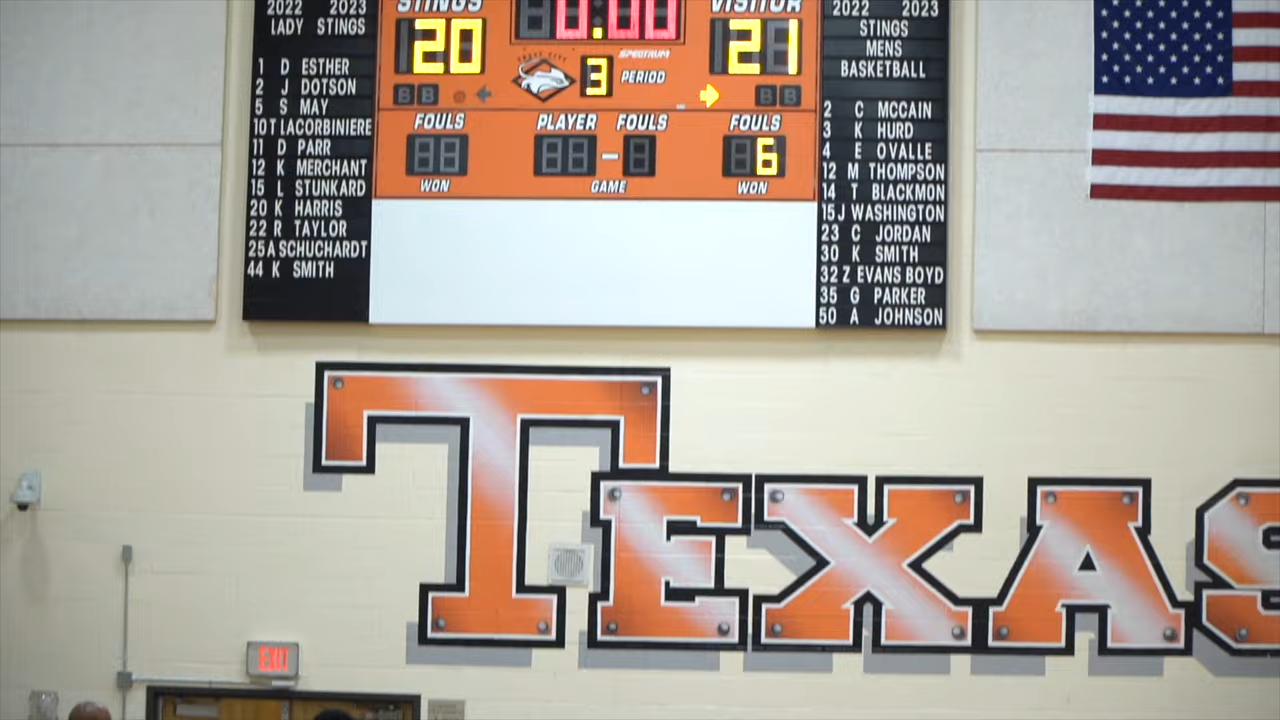 2022 2023
LADY STINGS
1 D ESTHER
2 J DOTSON
5 S MAY
10 T LACORBINIERE
11 D PARR
12 K MERCHANT
15 L STUNKARD
20 K HARRIS
22 R TAYLOR
25 A SCHUCHARDT
44 K SMITH
STINGS
20
0:00
VISITOR
21
SPECTRUM
3 PERIOD
B B
B B
FOULS
WON
PLAYER FOULS
GAME
FOULS
6
WON
2022 2023
STINGS
MENS
BASKETBALL
2 C MCCAIN
3 K HURD
4 E OVALLE
12 M THOMPSON
14 T BLACKMON
15 J WASHINGTON
23 C JORDAN
30 K SMITH
32 Z EVANS BOYD
35 G PARKER
50 A JOHNSON
TEXAS
EXIT